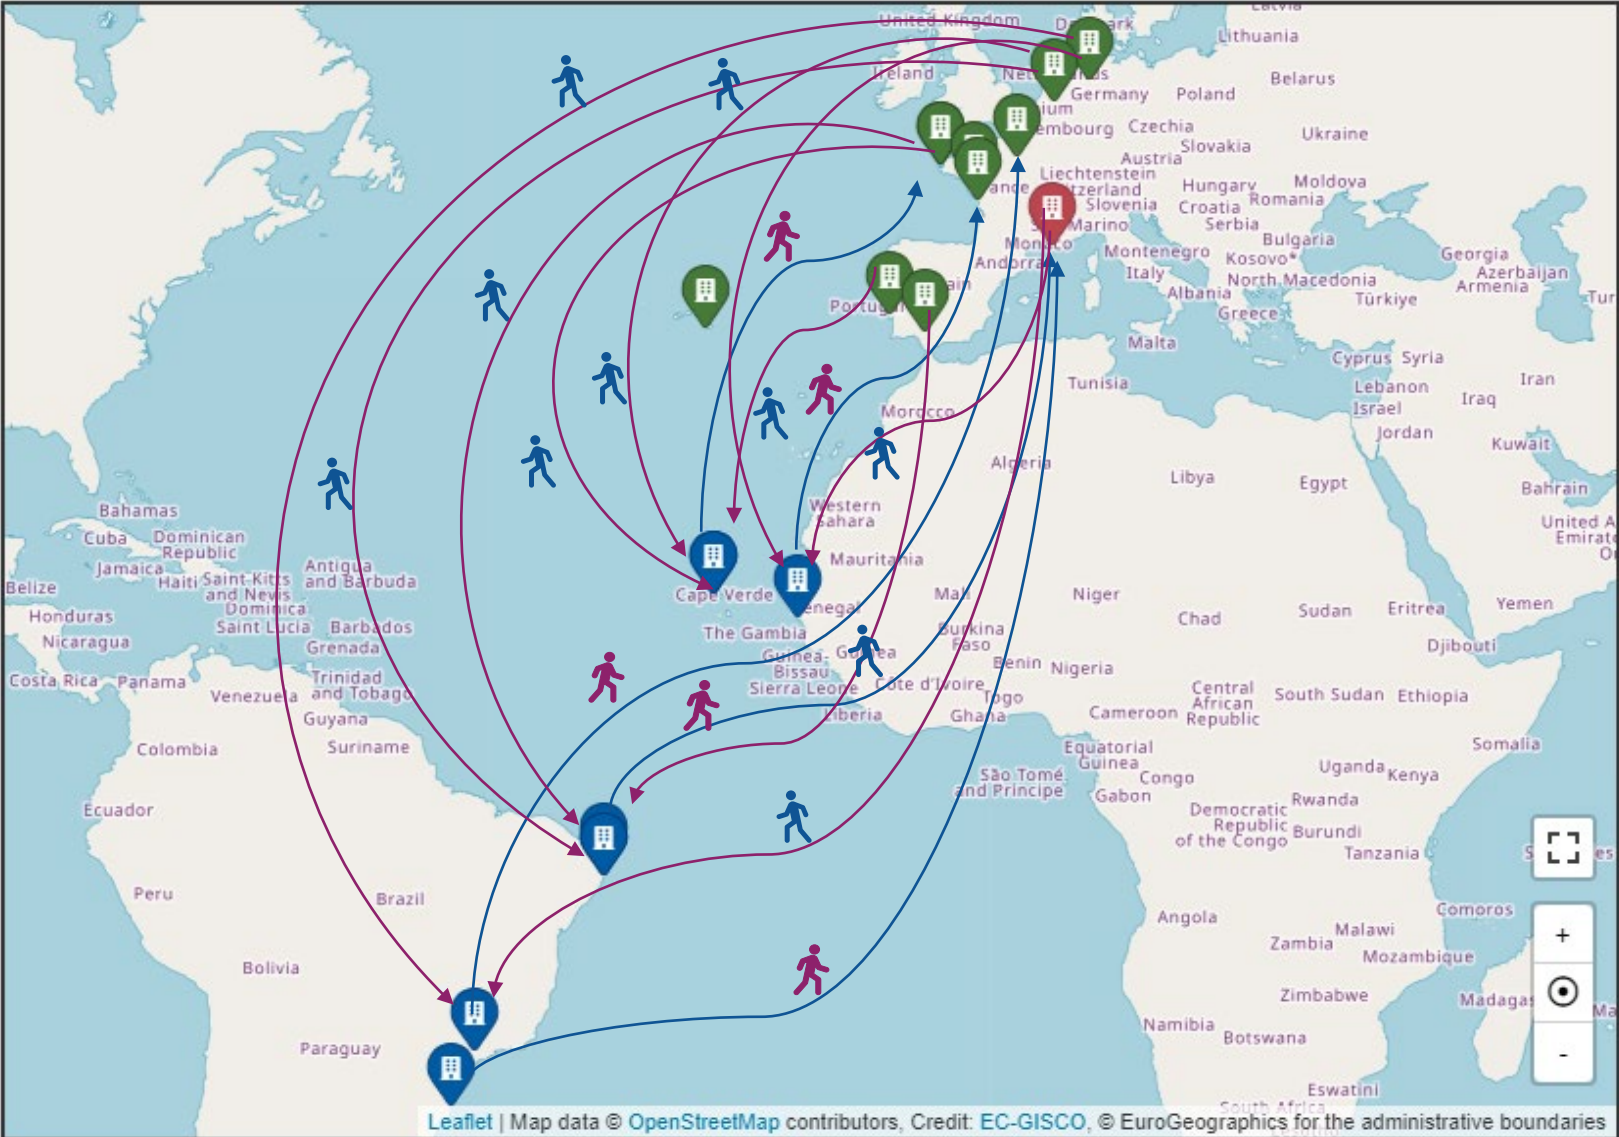 Latvia
United Kingdom
Lithuania
Ireland
Belarus
Germany
Poland
Czechia
Ukraine
Slovakia
Austria
Liechtenstein
Hungary
Moldova
Croatia
Romania
Slovenia
Serbia
Marino
Bulgaria
Andorra
Montenegro
Kosovo*
Georgia
Italy
North Macedonia
Azerbaijan
Armenia
Albania
Türkiye
Greece
Malta
Cyprus
Syria
Tunisia
Lebanon
Iran
Israel
Iraq
Morocco
Jordan
Kuwait
Algeria
Libya
Egypt
Bahrain
Western
Sahara
Bahamas
Cuba
Dominican
Republic
Mauritania
Jamaica
Haiti
Saint Kitts
and Nevis
Antigua
and Barbuda
Belize
Cape Verde
Mali
Niger
Yemen
Dominica
Honduras
Chad
Sudan
Eritrea
Saint Lucia
Barbados
The Gambia
Burkina
Faso
Nicaragua
Grenada
Guinea-
Bissau
Guinea
Djibouti
Costa Rica
Panama
Trinidad
and Tobago
Venezuela
Sierra Leone
Côte d'Ivoire
Benin
Nigeria
Togo
Central
African
Republic
South Sudan
Ethiopia
Guyana
Liberia
Ghana
Cameroon
Colombia
Suriname
Equatorial
Guinea
Somalia
São Tomé
and Principe
Congo
Uganda
Kenya
Gabon
Ecuador
Democratic
Republic
of the Congo
Rwanda
Burundi
Tanzania
Peru
Brazil
Angola
Comoros
Malawi
Zambia
Mozambique
Bolivia
Zimbabwe
Namibia
Botswana
Paraguay
Eswatini
South Africa
+
-
Leaflet | Map data © OpenStreetMap contributors, Credit: EC-GISCO, © EuroGeographics for the administrative boundaries